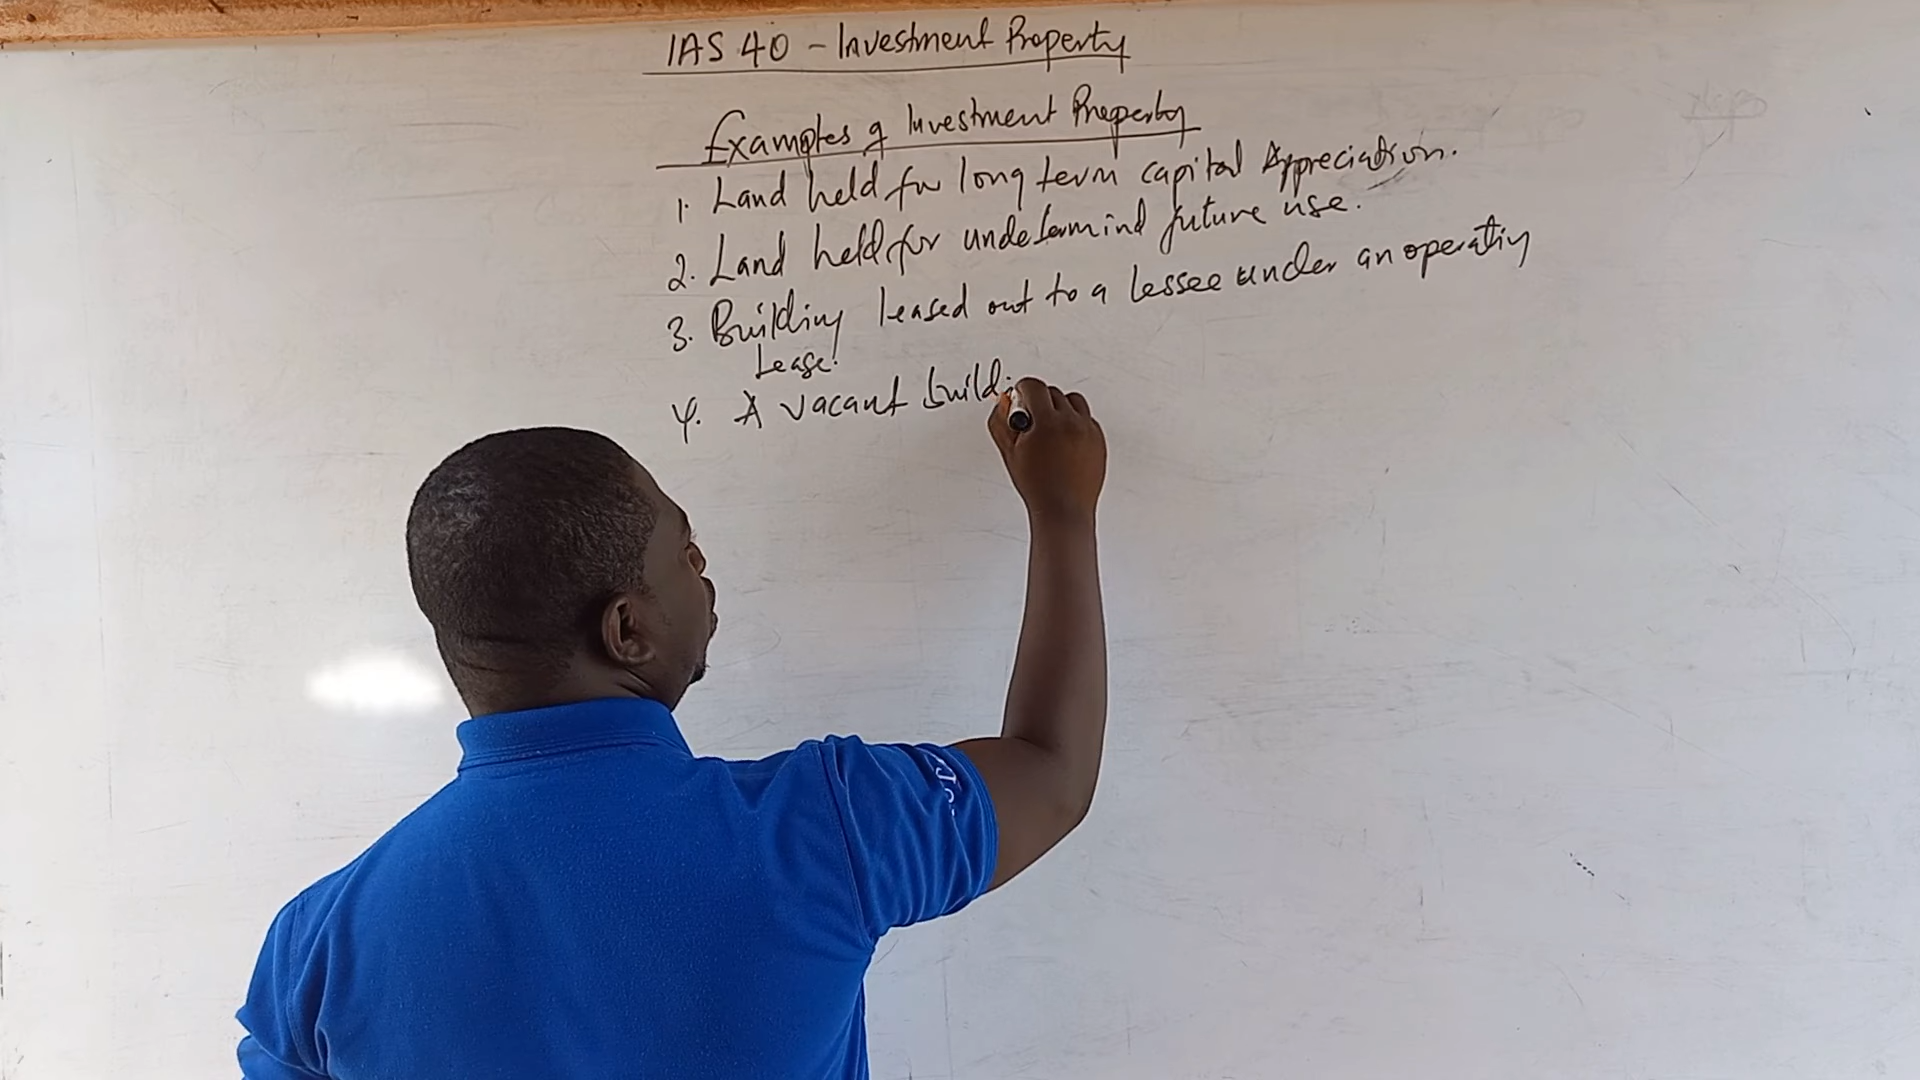 IAS 40 - Investment Property
Examples of Investment Property
1. Land held for long term capital Appreciation.
2. Land held for undetermind future use.
3. Building leased out to a lessee under an operating
Lease.
4. A vacant buildi